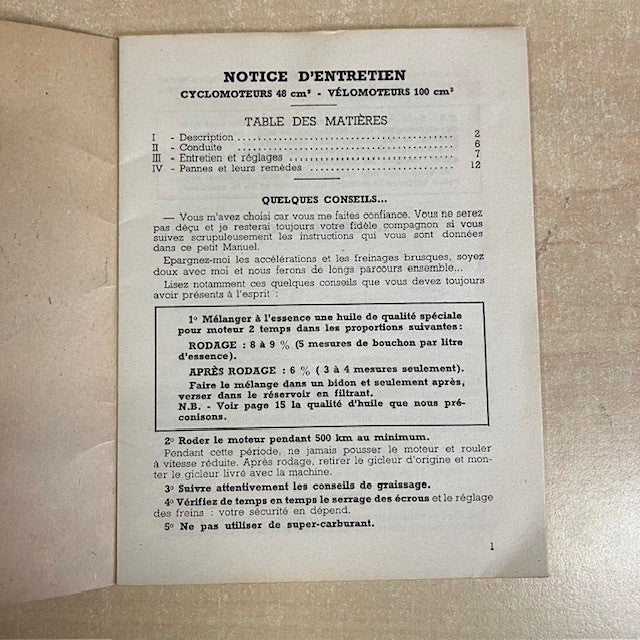 NOTICE D'ENTRETIEN
CYCLOMOTEURS 48 cm³ - VÉLOMOTEURS 100 cm³
TABLE DES MATIÈRES
I - Description ........................................ 2
II - Conduite ........................................ 6
III - Entretien et réglages ........................................ 7
IV - Pannes et leurs remèdes ........................................ 12
QUELQUES CONSEILS...
— Vous m'avez choisi car vous me faites confiance. Vous ne serez
pas déçu et je resterai toujours votre fidèle compagnon si vous
suivez scrupuleusement les instructions qui vous sont données
dans ce petit Manuel.
Epargnez-moi les accélérations et les freinages brusques, soyez
doux avec moi et nous ferons de longs parcours ensemble...
Lisez notamment ces quelques conseils que vous devez toujours
avoir présents à l'esprit :
1º Mélanger à l'essence une huile de qualité spéciale
pour moteur 2 temps dans les proportions suivantes :
RODAGE : 8 à 9 % (5 mesures de bouchon par litre
d'essence).
APRÈS RODAGE : 6 % ( 3 à 4 mesures seulement).
Faire le mélange dans un bidon et seulement après,
verser dans le réservoir en filtrant.
N.B. - Voir page 15 la qualité d'huile que nous pré-
conisons.
2º Roder le moteur pendant 500 km au minimum.
Pendant cette période, ne jamais pousser le moteur et rouler
à vitesse réduite. Après rodage, retirer le gicleur d'origine et mon-
ter le gicleur livré avec la machine.
3º Suivre attentivement les conseils de graissage.
4º Vérifiez de temps en temps le serrage des écrous et le réglage
des freins : votre sécurité en dépend.
5º Ne pas utiliser de super-carburant.
1